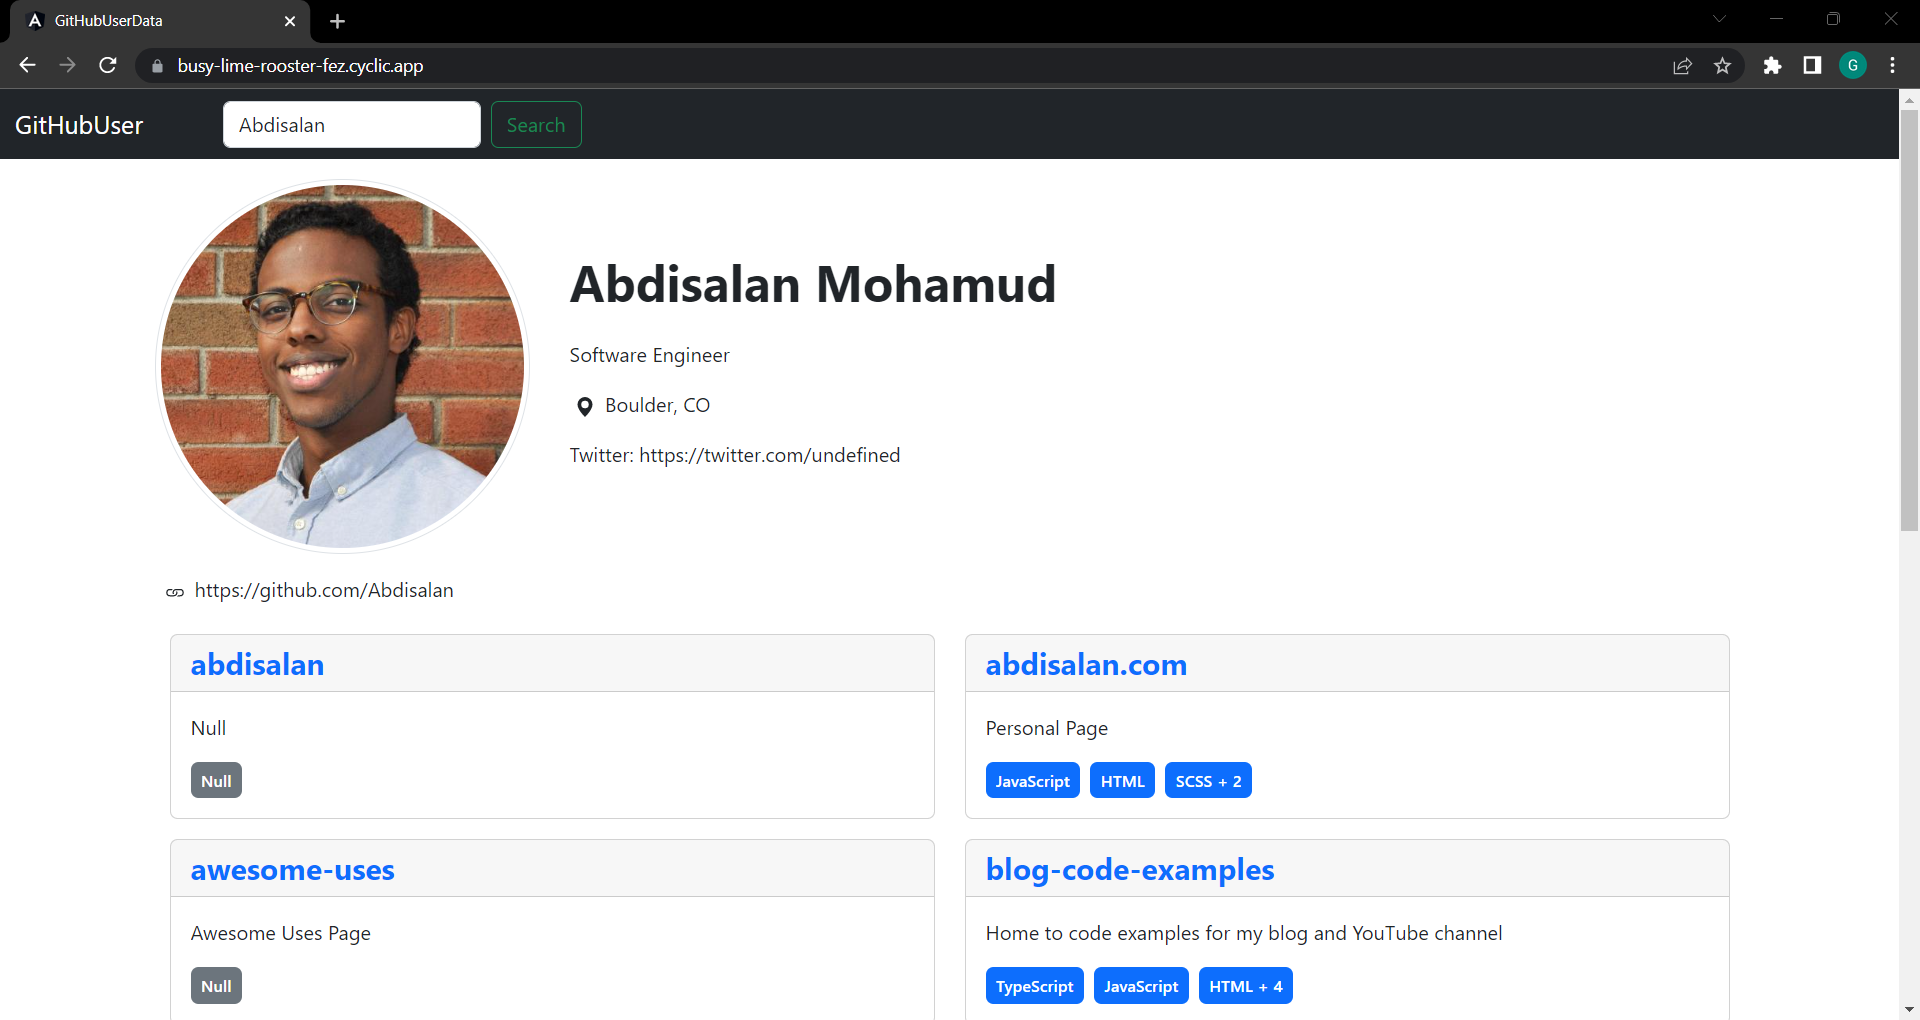 GitHubUserData
busy-lime-rooster-fez.cyclic.app
G
GitHubUser
Abdisalan
Search
Abdisalan Mohamud
Software Engineer
Boulder, CO
Twitter: https://twitter.com/undefined
https://github.com/Abdisalan
abdisalan
Null
Null
abdisalan.com
Personal Page
JavaScript HTML SCSS + 2
awesome-uses
Awesome Uses Page
Null
blog-code-examples
Home to code examples for my blog and YouTube channel
TypeScript JavaScript HTML + 4